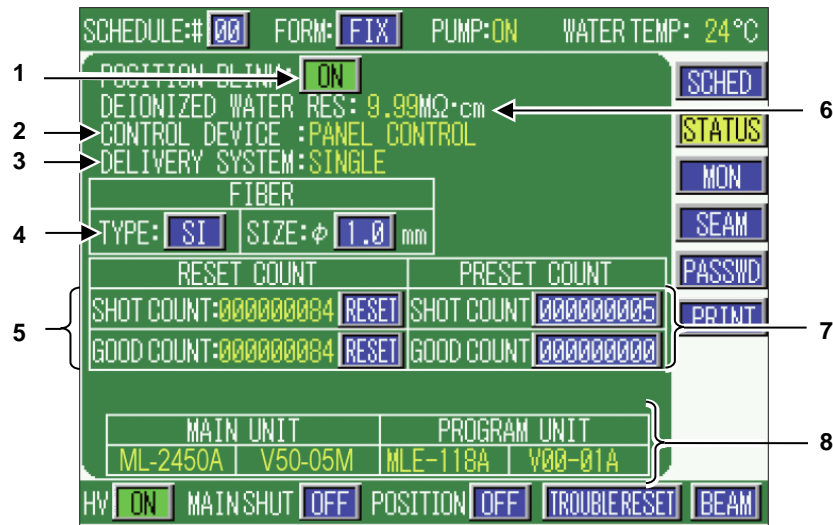 SCHEDULE:# 00 FORM: FIX PUMP:ON WATER TEMP: 24°C
1 POSITION BLINK: ON SCHED
DEIONIZED WATER RES: 9.99MΩ·cm 6
2 CONTROL DEVICE :PANEL CONTROL STATUS
3 DELIVERY SYSTEM:SINGLE
FIBER MON
4 TYPE: SI SIZE:φ 1.0 mm SEAM
RESET COUNT PRESET COUNT PASSWD
SHOT COUNT:000000084 RESET SHOT COUNT 000000005 PRINT
5 7
GOOD COUNT:000000084 RESET GOOD COUNT 000000000
MAIN UNIT PROGRAM UNIT
8
ML-2450A V50-05M MLE-118A V00-01A
HV ON MAIN SHUT OFF POSITION OFF TROUBLE RESET BEAM